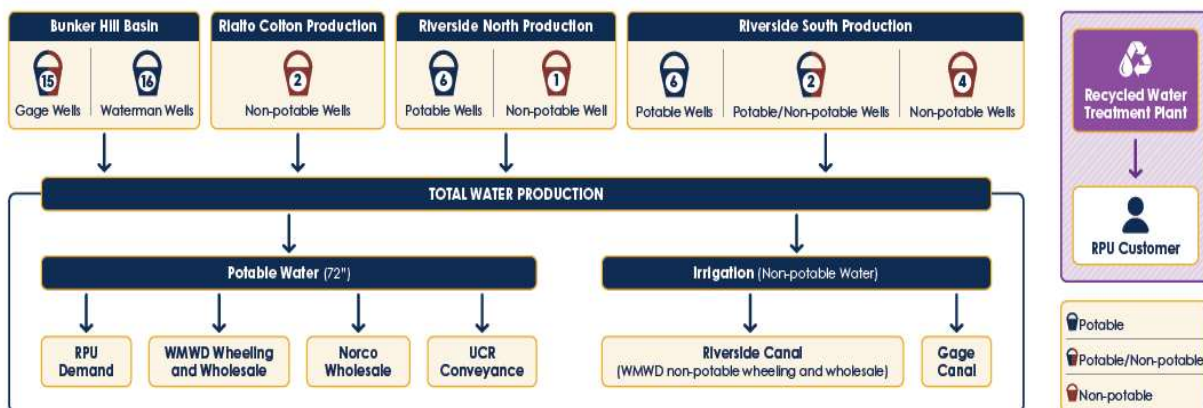 Bunker Hill Basin
15
Gage Wells
16
Waterman Wells
Rialto Colton Production
2
Non-potable Wells
Riverside North Production
6
Potable Wells
1
Non-potable Well
Riverside South Production
6
Potable Wells
2
Potable/Non-potable Wells
4
Non-potable Wells
TOTAL WATER PRODUCTION
Potable Water (72")
RPU
Demand
WMWD Wheeling
and Wholesale
Norco
Wholesale
UCR
Conveyance
Irrigation (Non-potable Water)
Riverside Canal
(WMWD non-potable wheeling and wholesale)
Gage
Canal
Recycled Water
Treatment Plant
RPU Customer
Potable
Potable/Non-potable
Non-potable